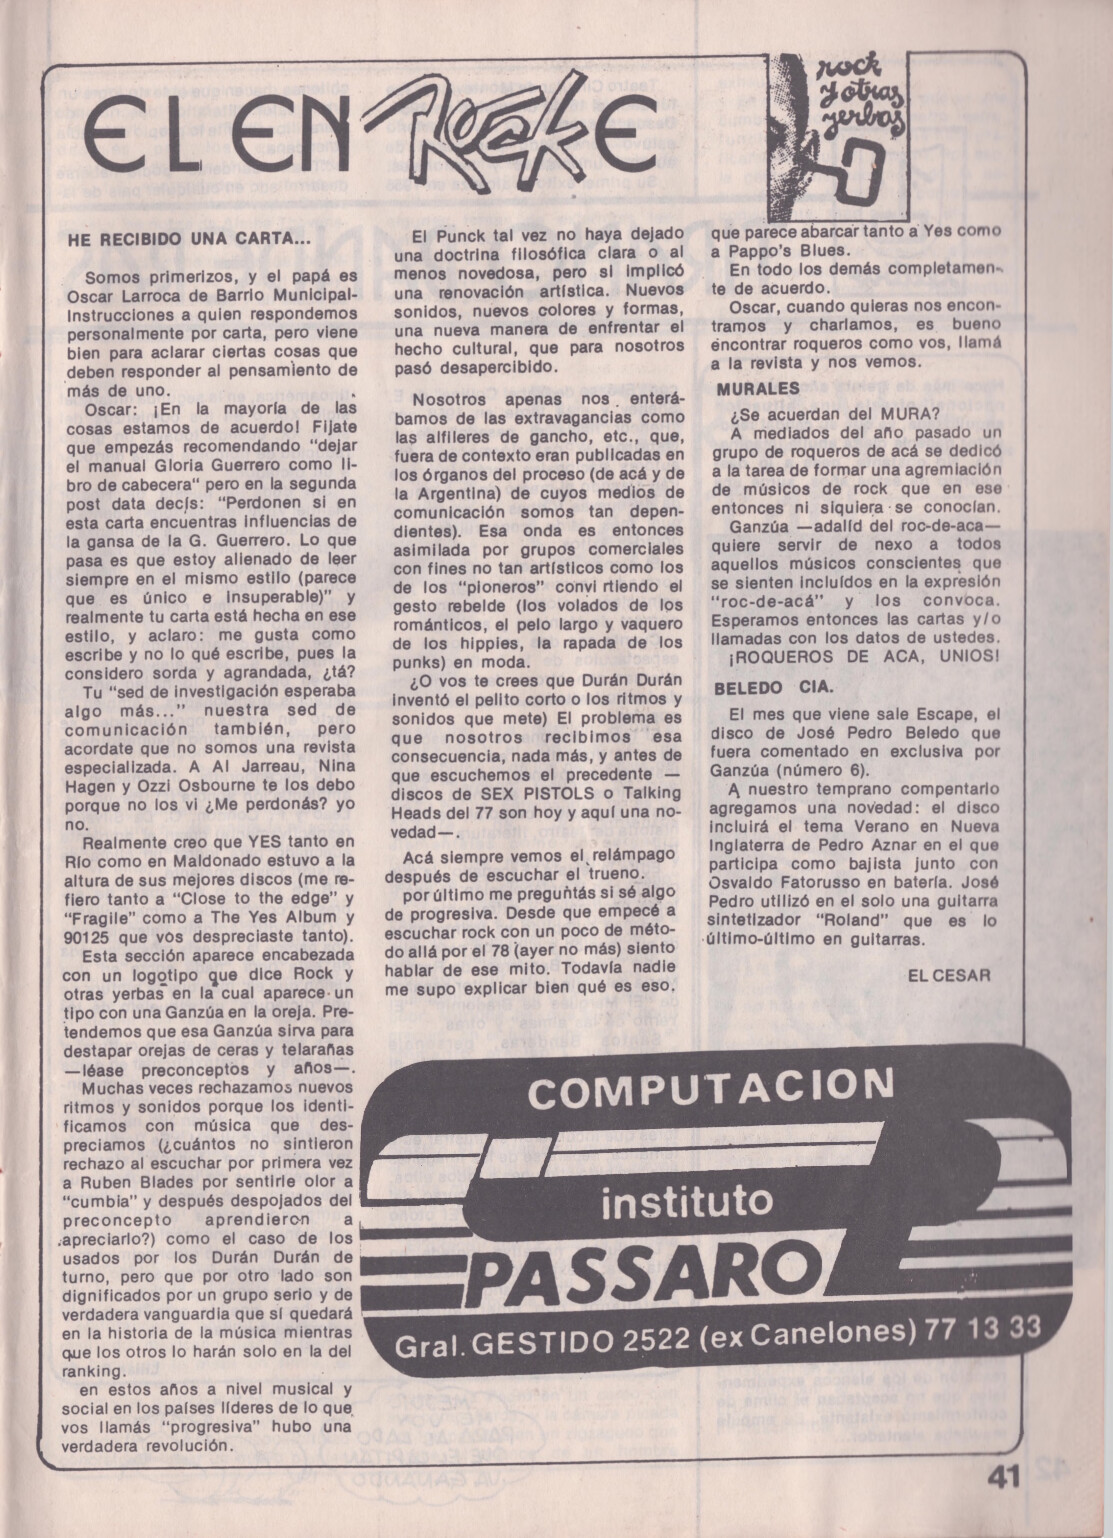 EL EN ROCK E
rock
y otras
yerbas
HE RECIBIDO UNA CARTA...
Somos primerizos, y el papá es
Oscar Larroca de Barrio Municipal-
Instrucciones a quien respondemos
personalmente por carta, pero viene
bien para aclarar ciertas cosas que
deben responder al pensamiento de
más de uno.
Oscar: ¡En la mayoría de las
cosas estamos de acuerdo! Fijate
que empezás recomendando "dejar
el manual Gloria Guerrero como li-
bro de cabecera" pero en la segunda
post data decís: "Perdonen si en
esta carta encuentras influencias de
la gansa de la G. Guerrero. Lo que
pasa es que estoy alienado de leer
siempre en el mismo estilo (parece
que es único e insuperable)" y
realmente tu carta está hecha en ese
estilo, y aclaro: me gusta como
escribe y no lo qué escribe, pues la
considero sorda y agrandada, ¿tá?
Tu "sed de investigación esperaba
algo más..." nuestra sed de
comunicación también, pero
acordate que no somos una revista
especializada. A Al Jarreau, Nina
Hagen y Ozzi Osbourne te los debo
porque no los vi ¿Me perdonás? yo
no.
Realmente creo que YES tanto en
Río como en Maldonado estuvo a la
altura de sus mejores discos (me re-
fiero tanto a "Close to the edge" y
"Fragile" como a The Yes Album y
90125 que vos despreciaste tanto).
Esta sección aparece encabezada
con un logotipo que dice Rock y
otras yerbas en la cual aparece un
tipo con una Ganzúa en la oreja. Pre-
tendemos que esa Ganzúa sirva para
destapar orejas de ceras y telarañas
—léase preconceptos y años—.
Muchas veces rechazamos nuevos
ritmos y sonidos porque los identi-
ficamos con música que des-
preciamos (¿cuántos no sintieron
rechazo al escuchar por primera vez
a Ruben Blades por sentirle olor a
"cumbia" y después despojados del
preconcepto aprendieron a
apreciarlo?) como el caso de los
usados por los Durán Durán de
turno, pero que por otro lado son
dignificados por un grupo serio y de
verdadera vanguardia que sí quedará
en la historia de la música mientras
que los otros lo harán solo en la del
ranking.
en estos años a nivel musical y
social en los países líderes de lo que
vos llamás "progresiva" hubo una
verdadera revolución.
El Punck tal vez no haya dejado
una doctrina filosófica clara o al
menos novedosa, pero si implicó
una renovación artística. Nuevos
sonidos, nuevos colores y formas,
una nueva manera de enfrentar el
hecho cultural, que para nosotros
pasó desapercibido.
Nosotros apenas nos enterá-
bamos de las extravagancias como
las alfileres de gancho, etc., que,
fuera de contexto eran publicadas en
los órganos del proceso (de acá y de
la Argentina) de cuyos medios de
comunicación somos tan depen-
dientes). Esa onda es entonces
asimilada por grupos comerciales
con fines no tan artísticos como los
de los "pioneros" convi rtiendo el
gesto rebelde (los volados de los
románticos, el pelo largo y vaquero
de los hippies, la rapada de los
punks) en moda.
¿O vos te crees que Durán Durán
inventó el pelito corto o los ritmos y
sonidos que mete) El problema es
que nosotros recibimos esa
consecuencia, nada más, y antes de
que escuchemos el precedente —
discos de SEX PISTOLS o Talking
Heads del 77 son hoy y aquí una no-
vedad—.
Acá siempre vemos el relámpago
después de escuchar el trueno.
por último me preguntás si sé algo
de progresiva. Desde que empecé a
escuchar rock con un poco de méto-
do allá por el 78 (ayer no más) siento
hablar de ese mito. Todavía nadie
me supo explicar bien qué es eso,
que parece abarcar tanto a Yes como
a Pappo's Blues.
En todo los demás completamen-
te de acuerdo.
Oscar, cuando quieras nos encon-
tramos y charlamos, es bueno
encontrar roqueros como vos, llamá
a la revista y nos vemos.
MURALES
¿Se acuerdan del MURA?
A mediados del año pasado un
grupo de roqueros de acá se dedicó
a la tarea de formar una agremiación
de músicos de rock que en ese
entonces ni siquiera se conocían.
Ganzúa —adalid del roc-de-aca—
quiere servir de nexo a todos
aquellos músicos conscientes que
se sienten incluídos en la expresión
"roc-de-acá" y los convoca.
Esperamos entonces las cartas y/o
llamadas con los datos de ustedes.
¡ROQUEROS DE ACA, UNIOS!
BELEDO CIA.
El mes que viene sale Escape, el
disco de José Pedro Beledo que
fuera comentado en exclusiva por
Ganzúa (número 6).
A nuestro temprano compentario
agregamos una novedad: el disco
incluirá el tema Verano en Nueva
Inglaterra de Pedro Aznar en el que
participa como bajista junto con
Osvaldo Fatorusso en batería. José
Pedro utilizó en el solo una guitarra
sintetizador "Roland" que es lo
último-último en guitarras.
EL CESAR
COMPUTACION
instituto
PASSARO
Gral. GESTIDO 2522 (ex Canelones) 77 13 33
41